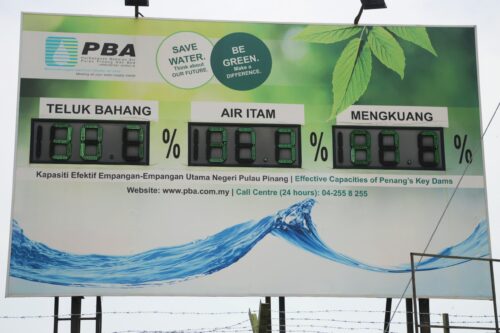 PBA
SAVE
WATER.
Think about
OUR FUTURE.
BE
GREEN.
Make a
DIFFERENCE.
TELUK BAHANG
AIR ITAM
MENGKUANG
%
%
%
Kapasiti Efektif Empangan-Empangan Utama Negeri Pulau Pinang | Effective Capacities of Penang's Key Dams
Website: www.pba.com.my | Call Centre (24 hours): 04-255 8 255